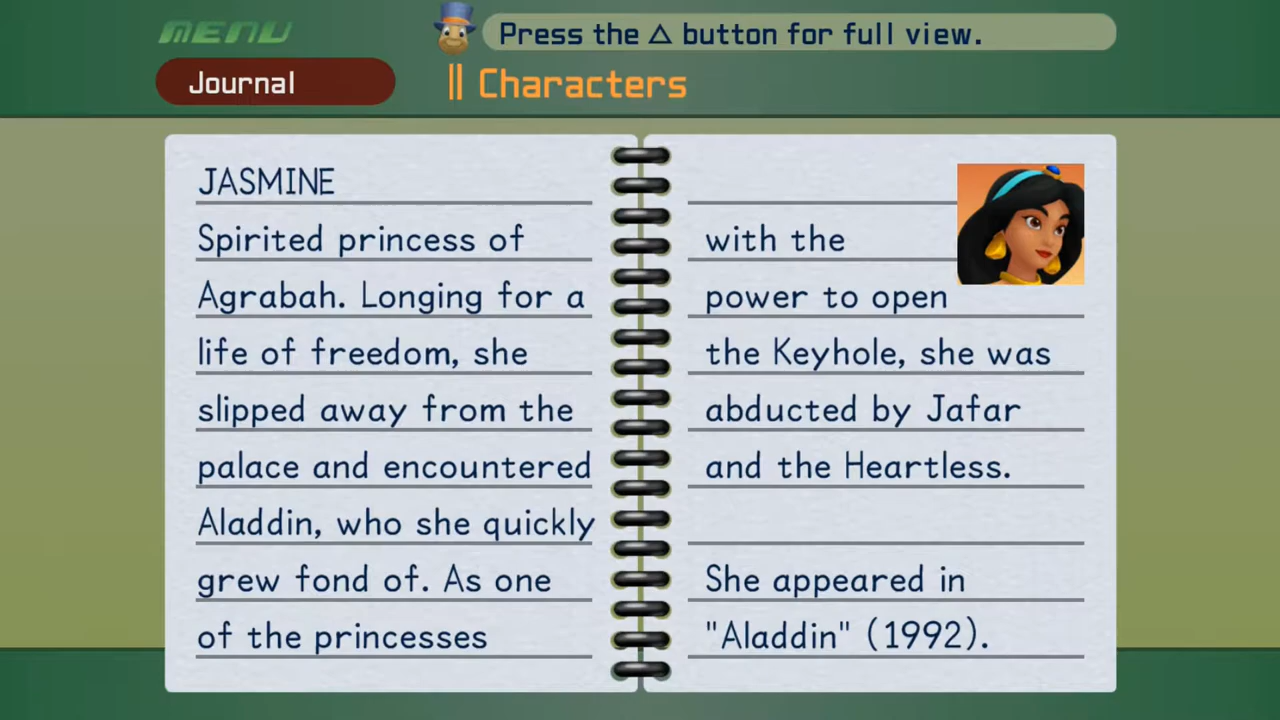 MENU
Press the △ button for full view.
Journal
Characters
JASMINE
Spirited princess of
Agrabah. Longing for a
life of freedom, she
slipped away from the
palace and encountered
Aladdin, who she quickly
grew fond of. As one
of the princesses
with the
power to open
the Keyhole, she was
abducted by Jafar
and the Heartless.
She appeared in
"Aladdin" (1992).